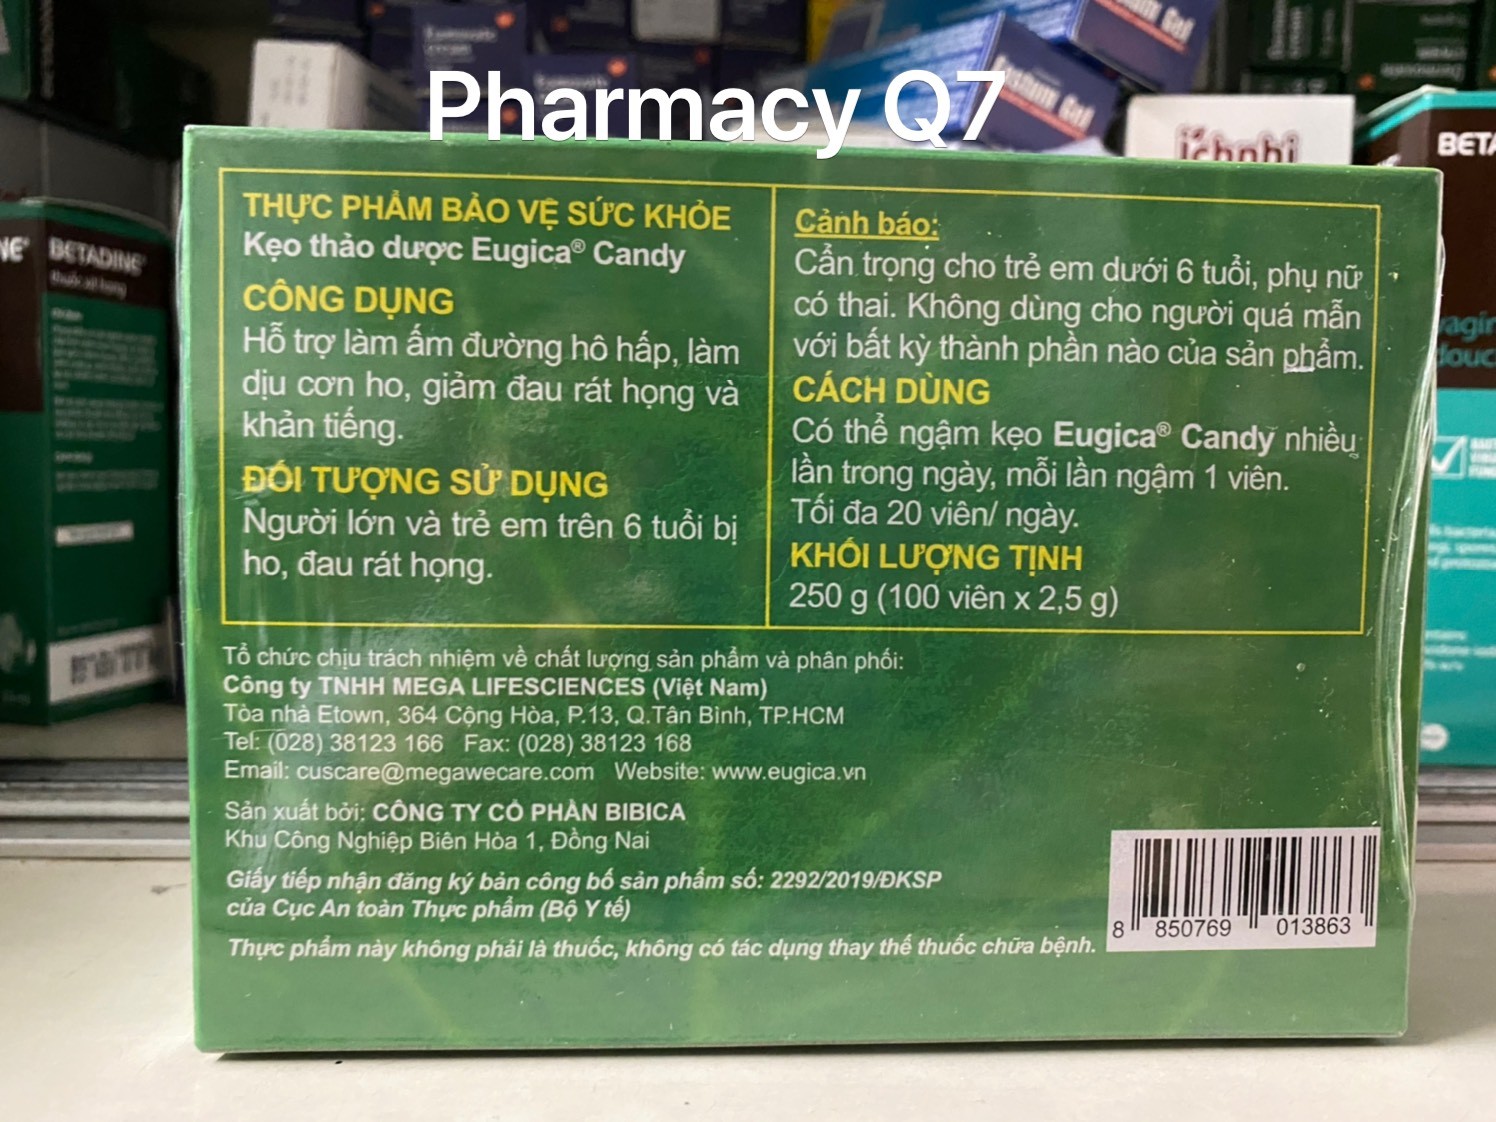 Pharmacy Q7
THỰC PHẨM BẢO VỆ SỨC KHỎE
Kẹo thảo dược Eugica® Candy
CÔNG DỤNG
Hỗ trợ làm ấm đường hô hấp, làm
dịu cơn ho, giảm đau rát họng và
khản tiếng.
ĐỐI TƯỢNG SỬ DỤNG
Người lớn và trẻ em trên 6 tuổi bị
ho, đau rát họng.
Cảnh báo:
Cẩn trọng cho trẻ em dưới 6 tuổi, phụ nữ
có thai. Không dùng cho người quá mẫn
với bất kỳ thành phần nào của sản phẩm.
CÁCH DÙNG
Có thể ngậm kẹo Eugica® Candy nhiều
lần trong ngày, mỗi lần ngậm 1 viên.
Tối đa 20 viên/ ngày.
KHỐI LƯỢNG TỊNH
250 g (100 viên x 2,5 g)
Tổ chức chịu trách nhiệm về chất lượng sản phẩm và phân phối:
Công ty TNHH MEGA LIFESCIENCES (Việt Nam)
Tòa nhà Etown, 364 Cộng Hòa, P.13, Q.Tân Bình, TP.HCM
Tel: (028) 38123 166 Fax: (028) 38123 168
Email: cuscare@megawecare.com Website: www.eugica.vn
Sản xuất bởi: CÔNG TY CỔ PHẦN BIBICA
Khu Công Nghiệp Biên Hòa 1, Đồng Nai
Giấy tiếp nhận đăng ký bản công bố sản phẩm số: 2292/2019/ĐKSP
của Cục An toàn Thực phẩm (Bộ Y tế)
Thực phẩm này không phải là thuốc, không có tác dụng thay thế thuốc chữa bệnh.
8 850769 013863
BETADINE®
thuốc sát trùng